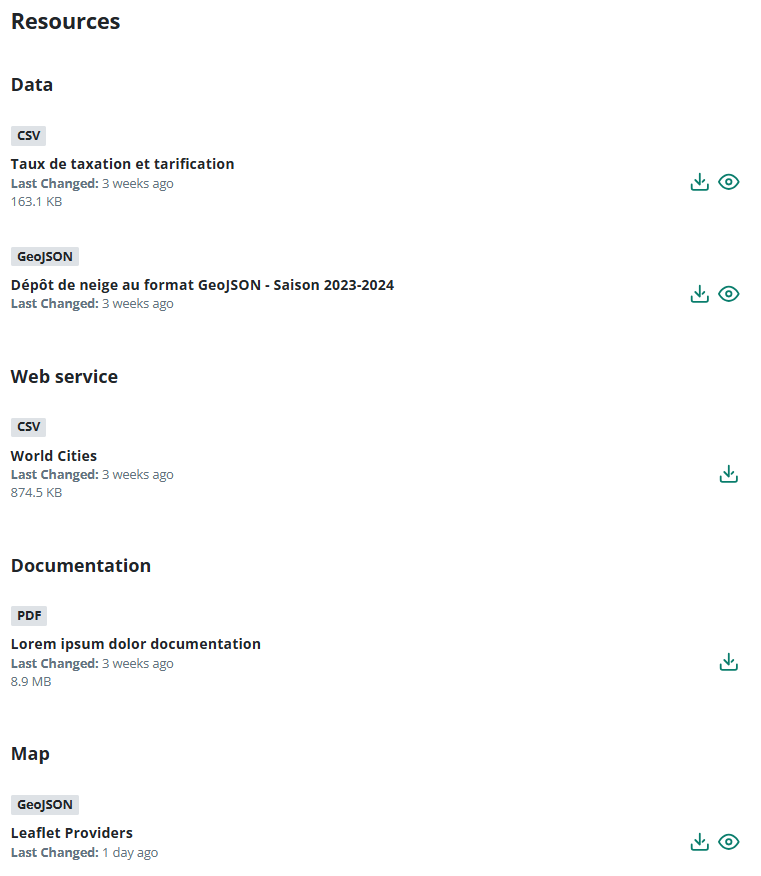 Resources
Data
CSV
Taux de taxation et tarification
Last Changed: 3 weeks ago
163.1 KB
GeoJSON
Dépôt de neige au format GeoJSON - Saison 2023-2024
Last Changed: 3 weeks ago
Web service
CSV
World Cities
Last Changed: 3 weeks ago
874.5 KB
Documentation
PDF
Lorem ipsum dolor documentation
Last Changed: 3 weeks ago
8.9 MB
Map
GeoJSON
Leaflet Providers
Last Changed: 1 day ago